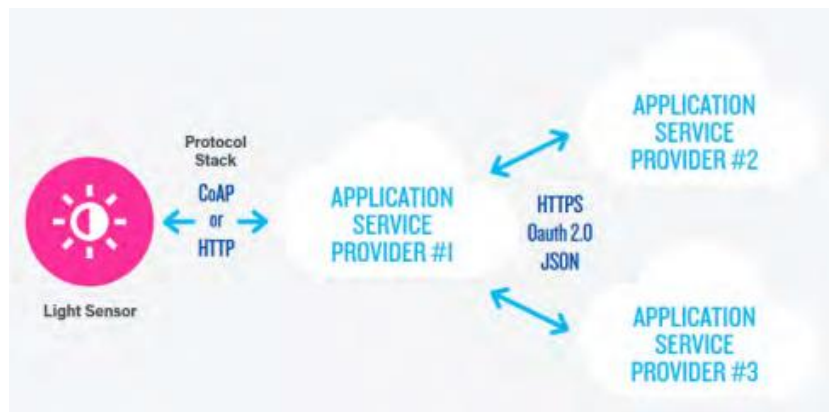 Protocol
Stack
CoAP
or
HTTP
Light Sensor
APPLICATION
SERVICE
PROVIDER #1
HTTPS
Oauth 2.0
JSON
APPLICATION
SERVICE
PROVIDER #2
APPLICATION
SERVICE
PROVIDER #3